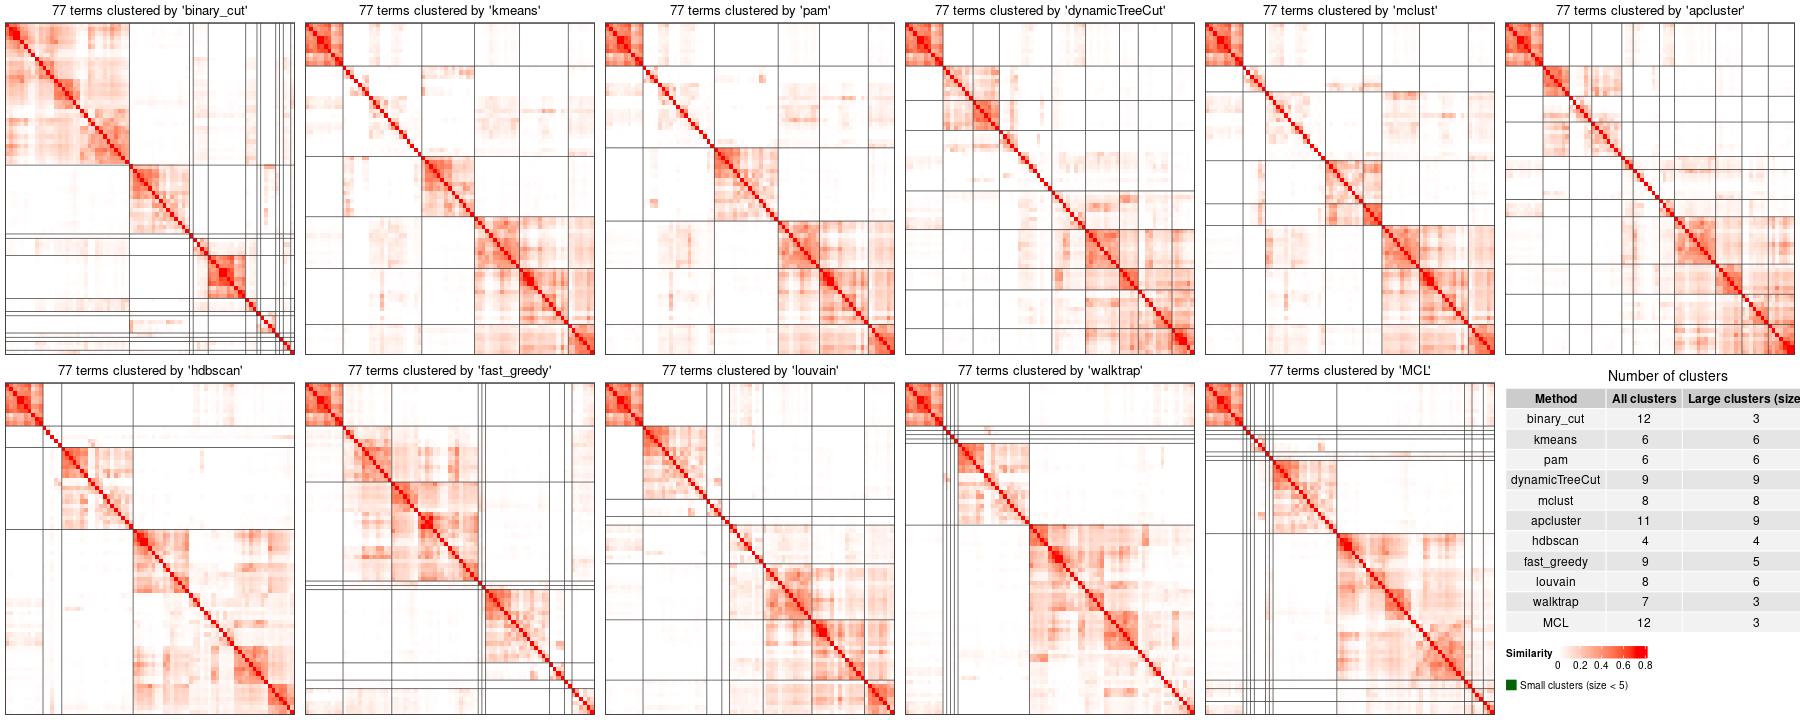 77 terms clustered by 'binary_cut'
77 terms clustered by 'kmeans'
77 terms clustered by 'pam'
77 terms clustered by 'dynamicTreeCut'
77 terms clustered by 'mclust'
77 terms clustered by 'apcluster'
77 terms clustered by 'hdbscan'
77 terms clustered by 'fast_greedy'
77 terms clustered by 'louvain'
77 terms clustered by 'walktrap'
77 terms clustered by 'MCL'
Number of clusters
Method All clusters Large clusters (size
binary_cut 12 3
kmeans 6 6
pam 6 6
dynamicTreeCut 9 9
mclust 8 8
apcluster 11 9
hdbscan 4 4
fast_greedy 9 5
louvain 8 6
walktrap 7 3
MCL 12 3
Similarity
0 0.2 0.4 0.6 0.8
Small clusters (size < 5)